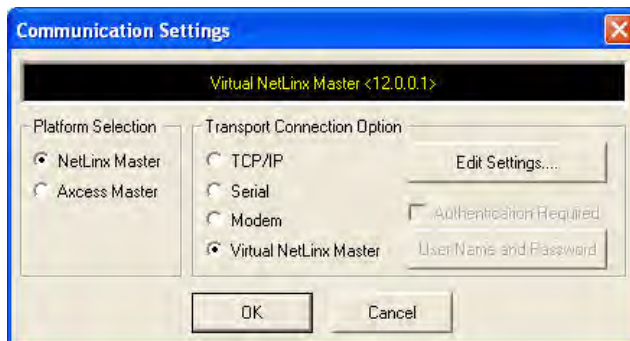 Communication Settings
Virtual NetLinx Master <12.0.0.1>
Platform Selection
NetLinx Master
Axcess Master
Transport Connection Option
TCP/IP
Serial
Modem
Virtual NetLinx Master
Edit Settings....
Authentication Required
User Name and Password
OK
Cancel